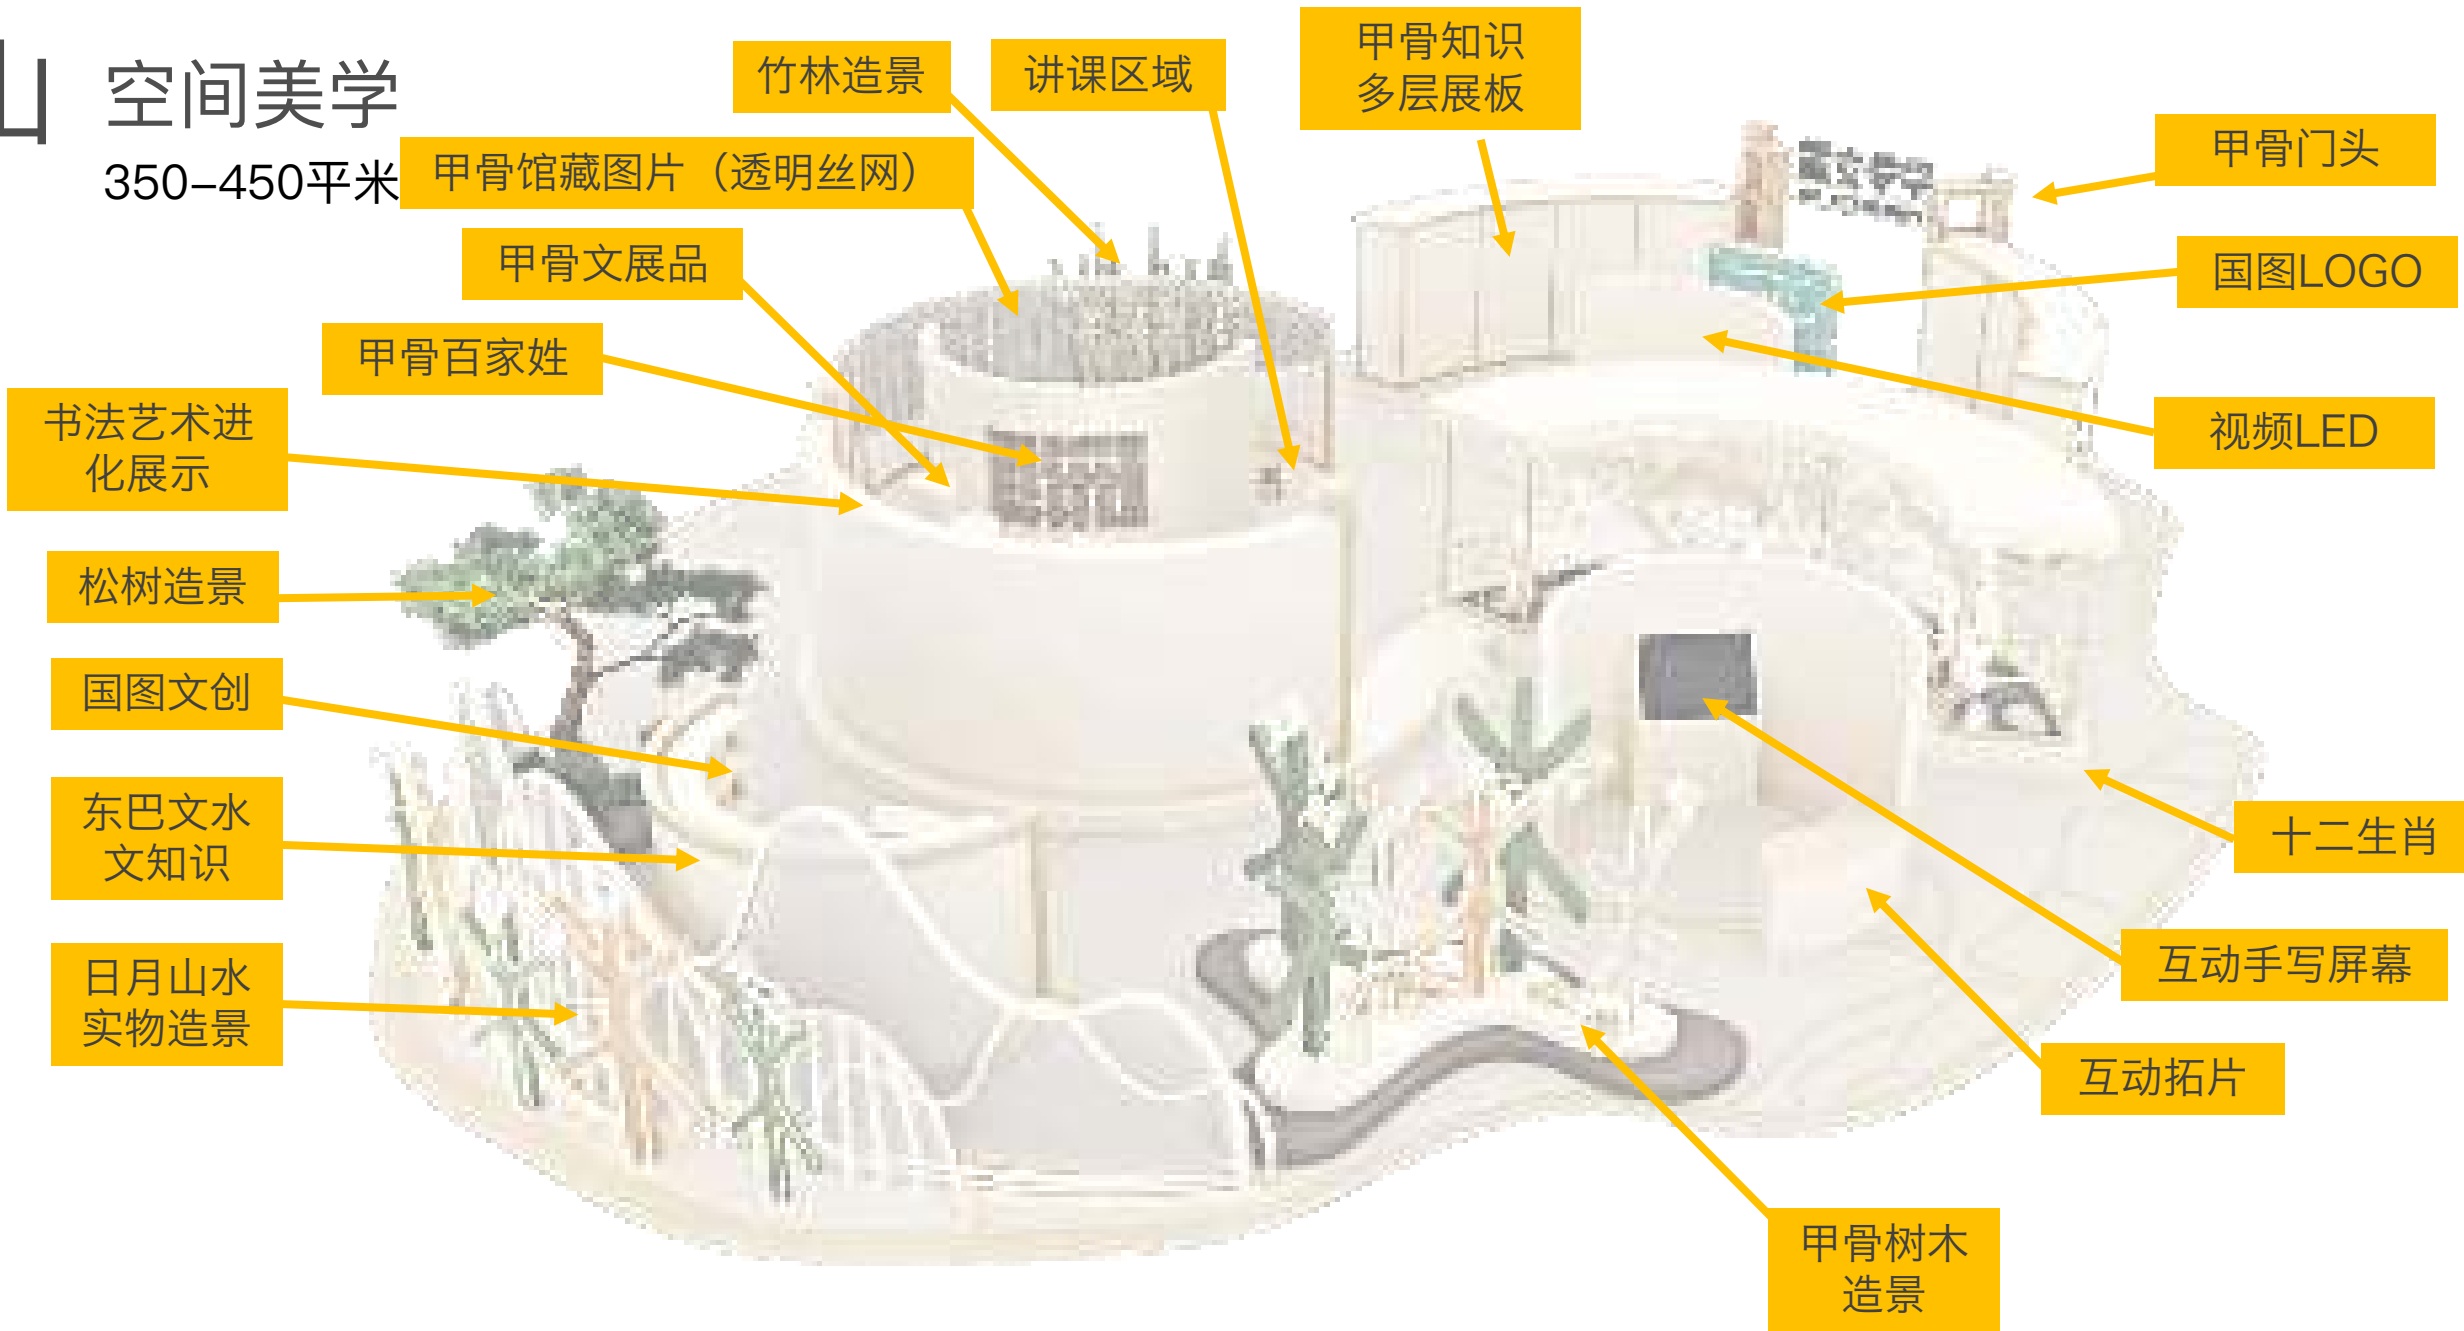 山 空间美学
350-450平米
竹林造景
讲课区域
甲骨知识
多层展板
甲骨门头
甲骨馆藏图片（透明丝网）
国图LOGO
甲骨文展品
甲骨百家姓
视频LED
书法艺术进
化展示
松树造景
国图文创
东巴文水
文知识
十二生肖
日月山水
实物造景
互动手写屏幕
互动拓片
甲骨树木
造景